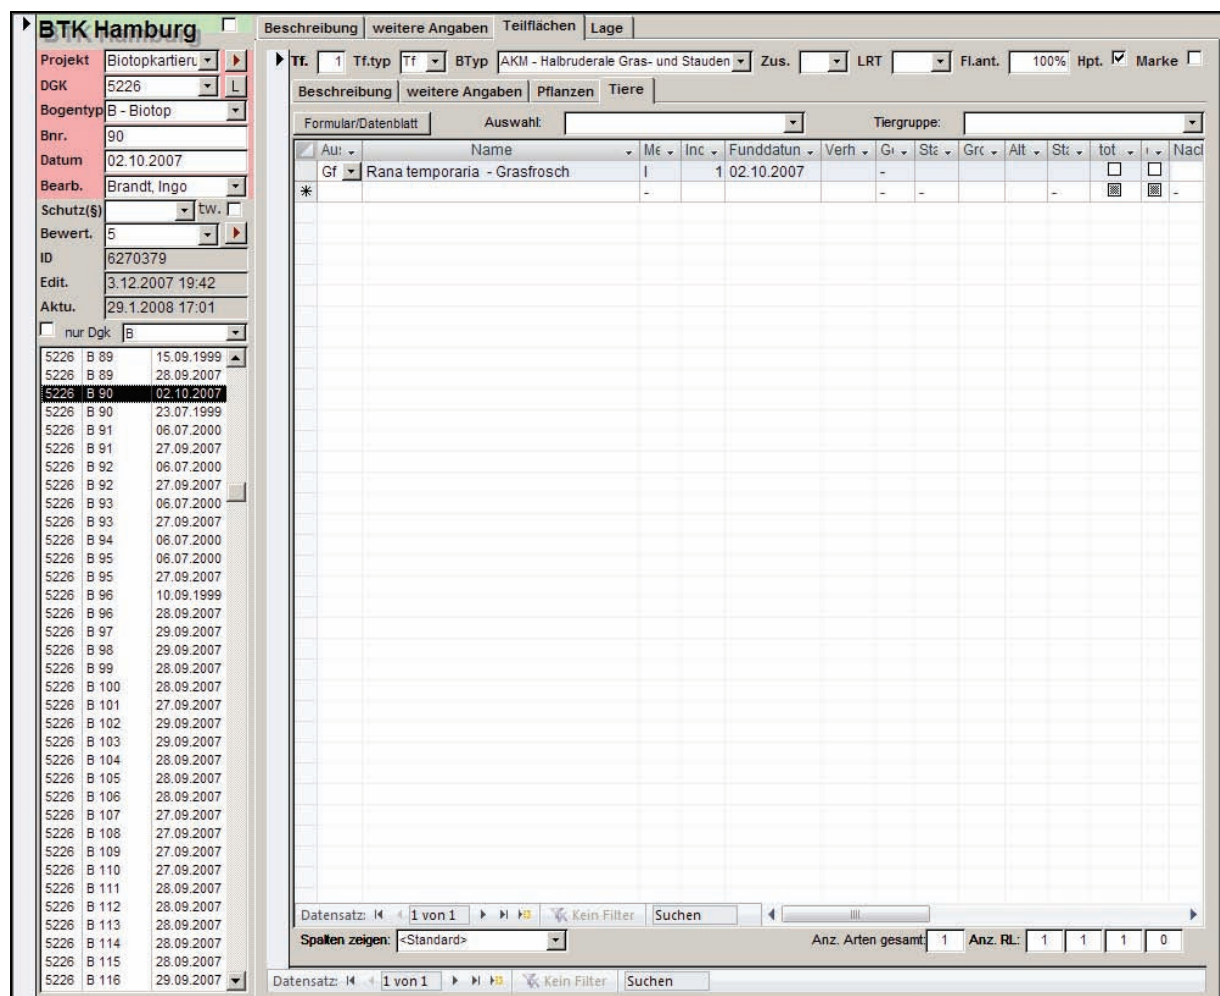 BTK Hamburg
Projekt Biotopkartieru
DGK 5226 L
Bogentyp B - Biotop
Bnr. 90
Datum 02.10.2007
Bearb. Brandt, Ingo
Schutz(§) tw.
Bewert. 5
ID 6270379
Edit. 3.12.2007 19:42
Aktu. 29.1.2008 17:01
nur Dgk B
5226 B 89 15.09.1999
5226 B 89 28.09.2007
5226 B 90 02.10.2007
5226 B 90 23.07.1999
5226 B 91 06.07.2000
5226 B 91 27.09.2007
5226 B 92 06.07.2000
5226 B 92 27.09.2007
5226 B 93 06.07.2000
5226 B 93 27.09.2007
5226 B 94 06.07.2000
5226 B 95 06.07.2000
5226 B 95 27.09.2007
5226 B 96 10.09.1999
5226 B 96 28.09.2007
5226 B 97 29.09.2007
5226 B 98 29.09.2007
5226 B 99 28.09.2007
5226 B 100 28.09.2007
5226 B 101 27.09.2007
5226 B 102 29.09.2007
5226 B 103 29.09.2007
5226 B 104 28.09.2007
5226 B 105 28.09.2007
5226 B 106 28.09.2007
5226 B 107 27.09.2007
5226 B 108 27.09.2007
5226 B 109 27.09.2007
5226 B 110 27.09.2007
5226 B 111 28.09.2007
5226 B 112 28.09.2007
5226 B 113 28.09.2007
5226 B 114 28.09.2007
5226 B 115 28.09.2007
5226 B 116 29.09.2007
Beschreibung weitere Angaben Teilflächen Lage
Tf. 1 Tf.typ Tf BTyp AKM - Halbruderale Gras- und Stauden Zus. LRT Fl.ant. 100% Hpt. Marke
Beschreibung weitere Angaben Pflanzen Tiere
Formular/Datenblatt Auswahl: Tiergruppe:
Name Inc Funddatun Verh Alt tot Nacl
Gf Rana temporaria - Grasfrosch I 1 02.10.2007 -
* - - - - -
Datensatz: 1 von 1 Kein Filter Suchen
Spalten zeigen: <Standard> Anz. Arten gesamt: 1 Anz. RL: 1 1 1 0
Datensatz: 1 von 1 Kein Filter Suchen